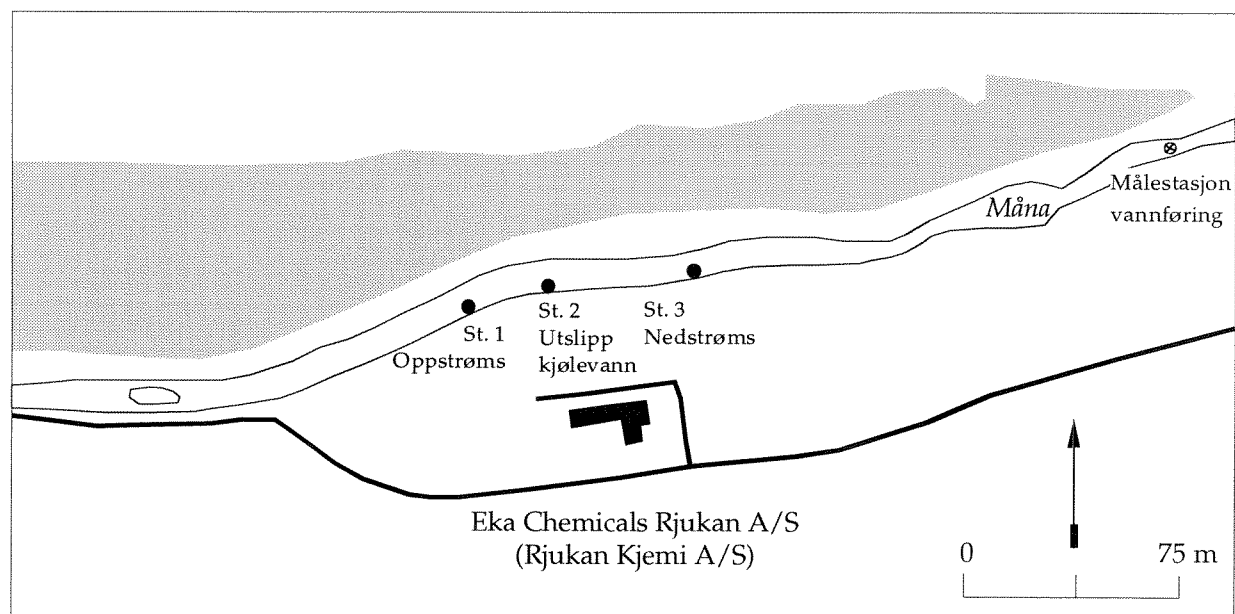 Målestasjon
vannføring
Måna
St. 1
Oppstrøms
St. 2
Utslipp
kjølevann
St. 3
Nedstrøms
Eka Chemicals Rjukan A/S
(Rjukan Kjemi A/S)
0 75 m